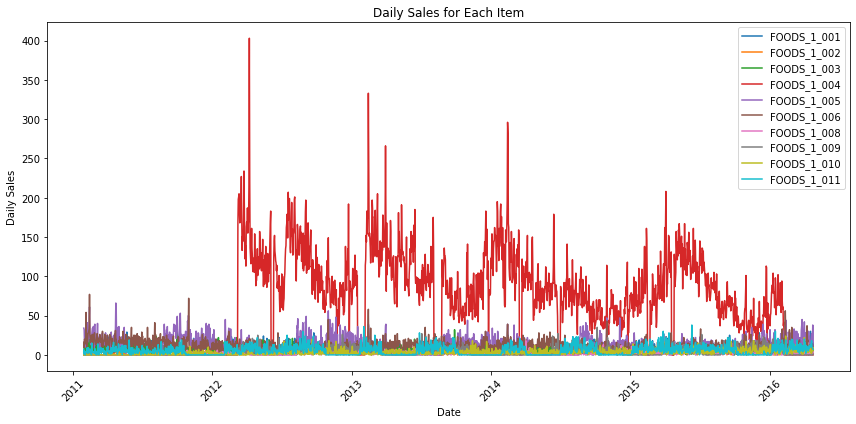 Daily Sales for Each Item
Daily Sales
400
350
300
250
200
150
100
50
0
FOODS_1_001
FOODS_1_002
FOODS_1_003
FOODS_1_004
FOODS_1_005
FOODS_1_006
FOODS_1_008
FOODS_1_009
FOODS_1_010
FOODS_1_011
2011
2012
2013
2014
2015
2016
Date